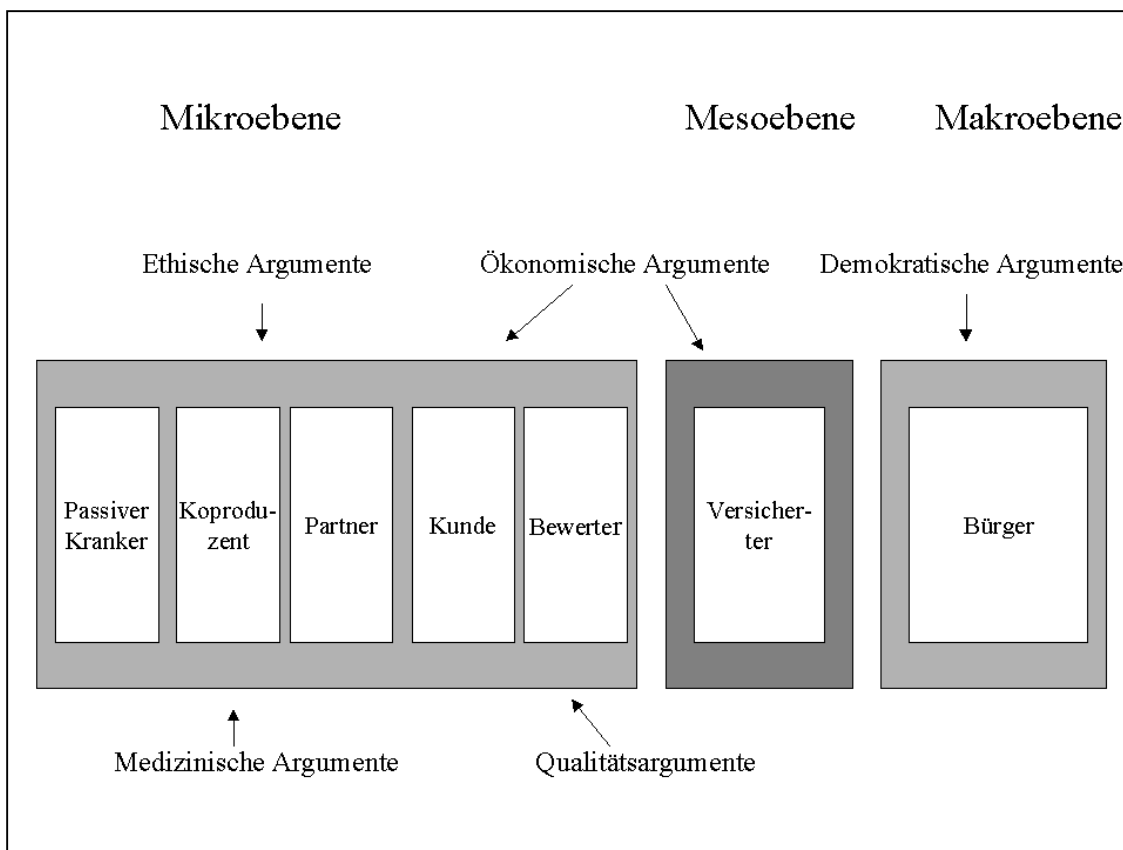 Mikroebene
Mesoebene
Makroebene
Ethische Argumente
Ökonomische Argumente
Demokratische Argumente
Passiver
Kranker
Koprodu-
zent
Partner
Kunde
Bewerter
Versicher-
ter
Bürger
Medizinische Argumente
Qualitätsargumente